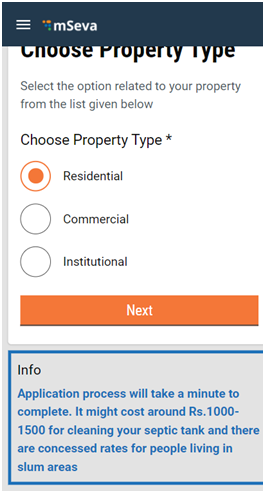 mSeva
Choose Property Type
Select the option related to your property
from the list given below
Choose Property Type *
Residential
Commercial
Institutional
Next
Info
Application process will take a minute to
complete. It might cost around Rs.1000-
1500 for cleaning your septic tank and there
are concessed rates for people living in
slum areas